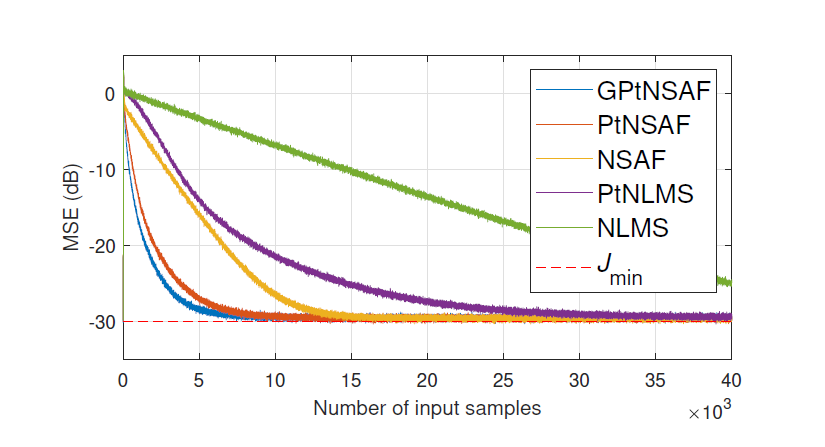 GPtNSAF
PtNSAF
NSAF
PtNLMS
NLMS
J min
0
-10
-20
-30
MSE (dB)
0 5 10 15 20 25 30 35 40
Number of input samples
×10³